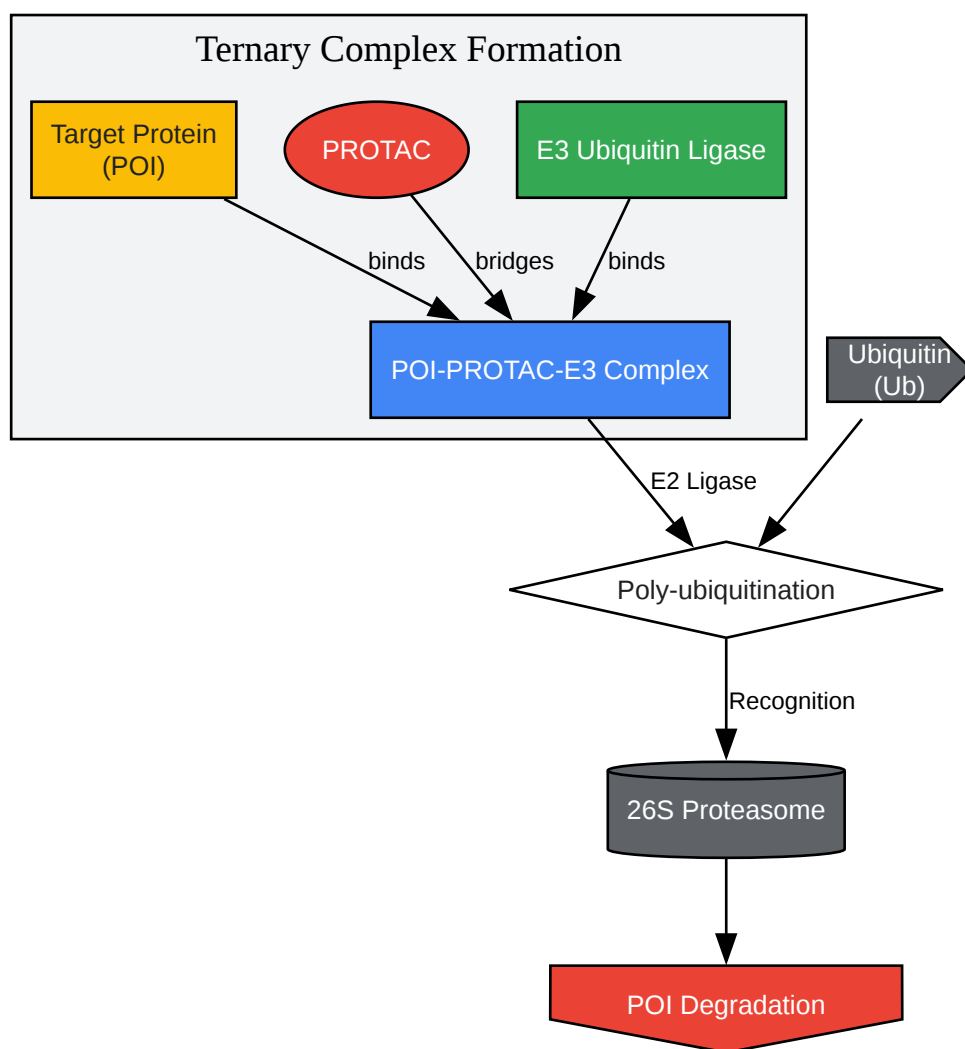 Ternary Complex Formation
Target Protein
(POI)
PROTAC
E3 Ubiquitin Ligase
binds
bridges
binds
POI-PROTAC-E3 Complex
Ubiquitin
(Ub)
E2 Ligase
Poly-ubiquitination
Recognition
26S Proteasome
POI Degradation